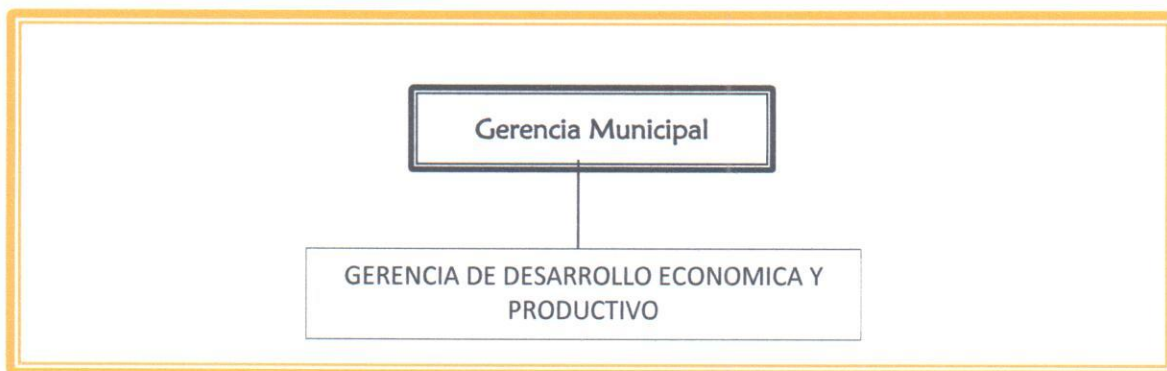 Gerencia Municipal
GERENCIA DE DESARROLLO ECONOMICA Y
PRODUCTIVO